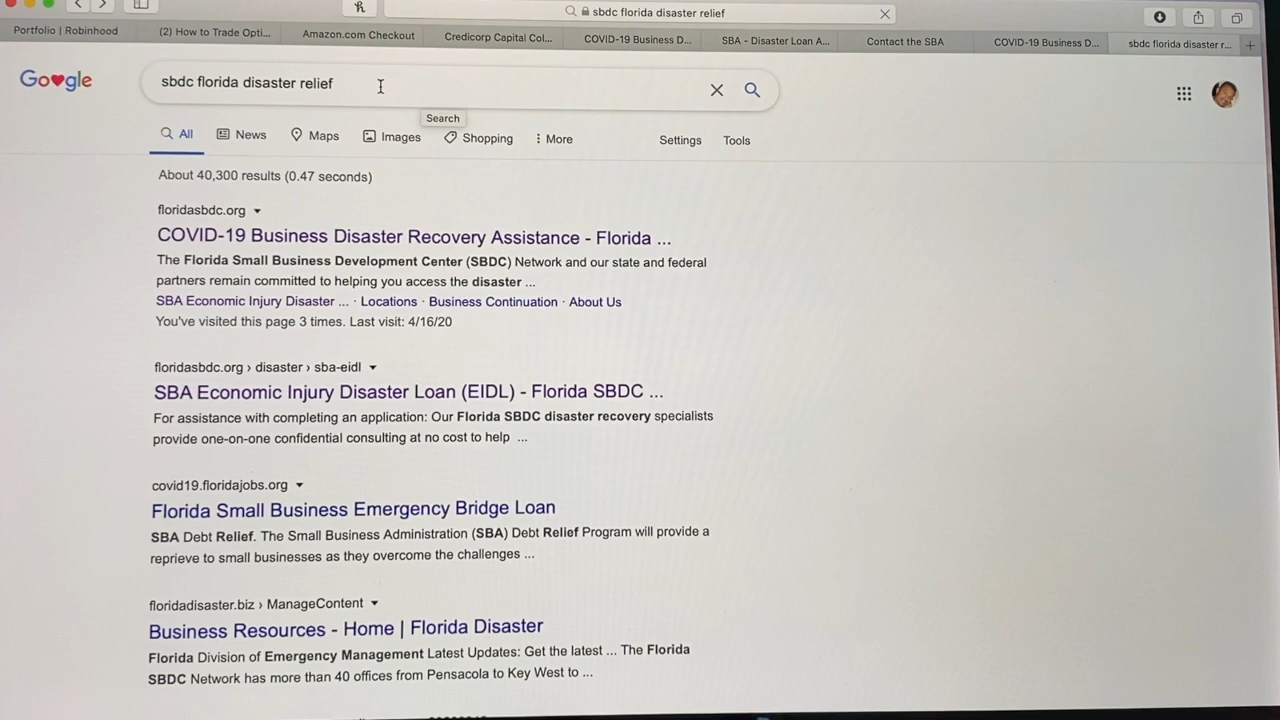 sbdc florida disaster relief
Portfolio | Robinhood
(2) How to Trade Opti...
Amazon.com Checkout
Credicorp Capital Col...
COVID-19 Business D...
SBA - Disaster Loan A...
Contact the SBA
COVID-19 Business D...
sbdc florida disaster r...
Go♥gle
sbdc florida disaster relief
Search
All
News
Maps
Images
Shopping
More
Settings
Tools
About 40,300 results (0.47 seconds)
floridasbdc.org
COVID-19 Business Disaster Recovery Assistance - Florida ...
The Florida Small Business Development Center (SBDC) Network and our state and federal
partners remain committed to helping you access the disaster ...
SBA Economic Injury Disaster ... · Locations · Business Continuation · About Us
You've visited this page 3 times. Last visit: 4/16/20
floridasbdc.org › disaster › sba-eidl
SBA Economic Injury Disaster Loan (EIDL) - Florida SBDC ...
For assistance with completing an application: Our Florida SBDC disaster recovery specialists
provide one-on-one confidential consulting at no cost to help ...
covid19.floridajobs.org
Florida Small Business Emergency Bridge Loan
SBA Debt Relief. The Small Business Administration (SBA) Debt Relief Program will provide a
reprieve to small businesses as they overcome the challenges ...
floridadisaster.biz › ManageContent
Business Resources - Home | Florida Disaster
Florida Division of Emergency Management Latest Updates: Get the latest ... The Florida
SBDC Network has more than 40 offices from Pensacola to Key West to ...